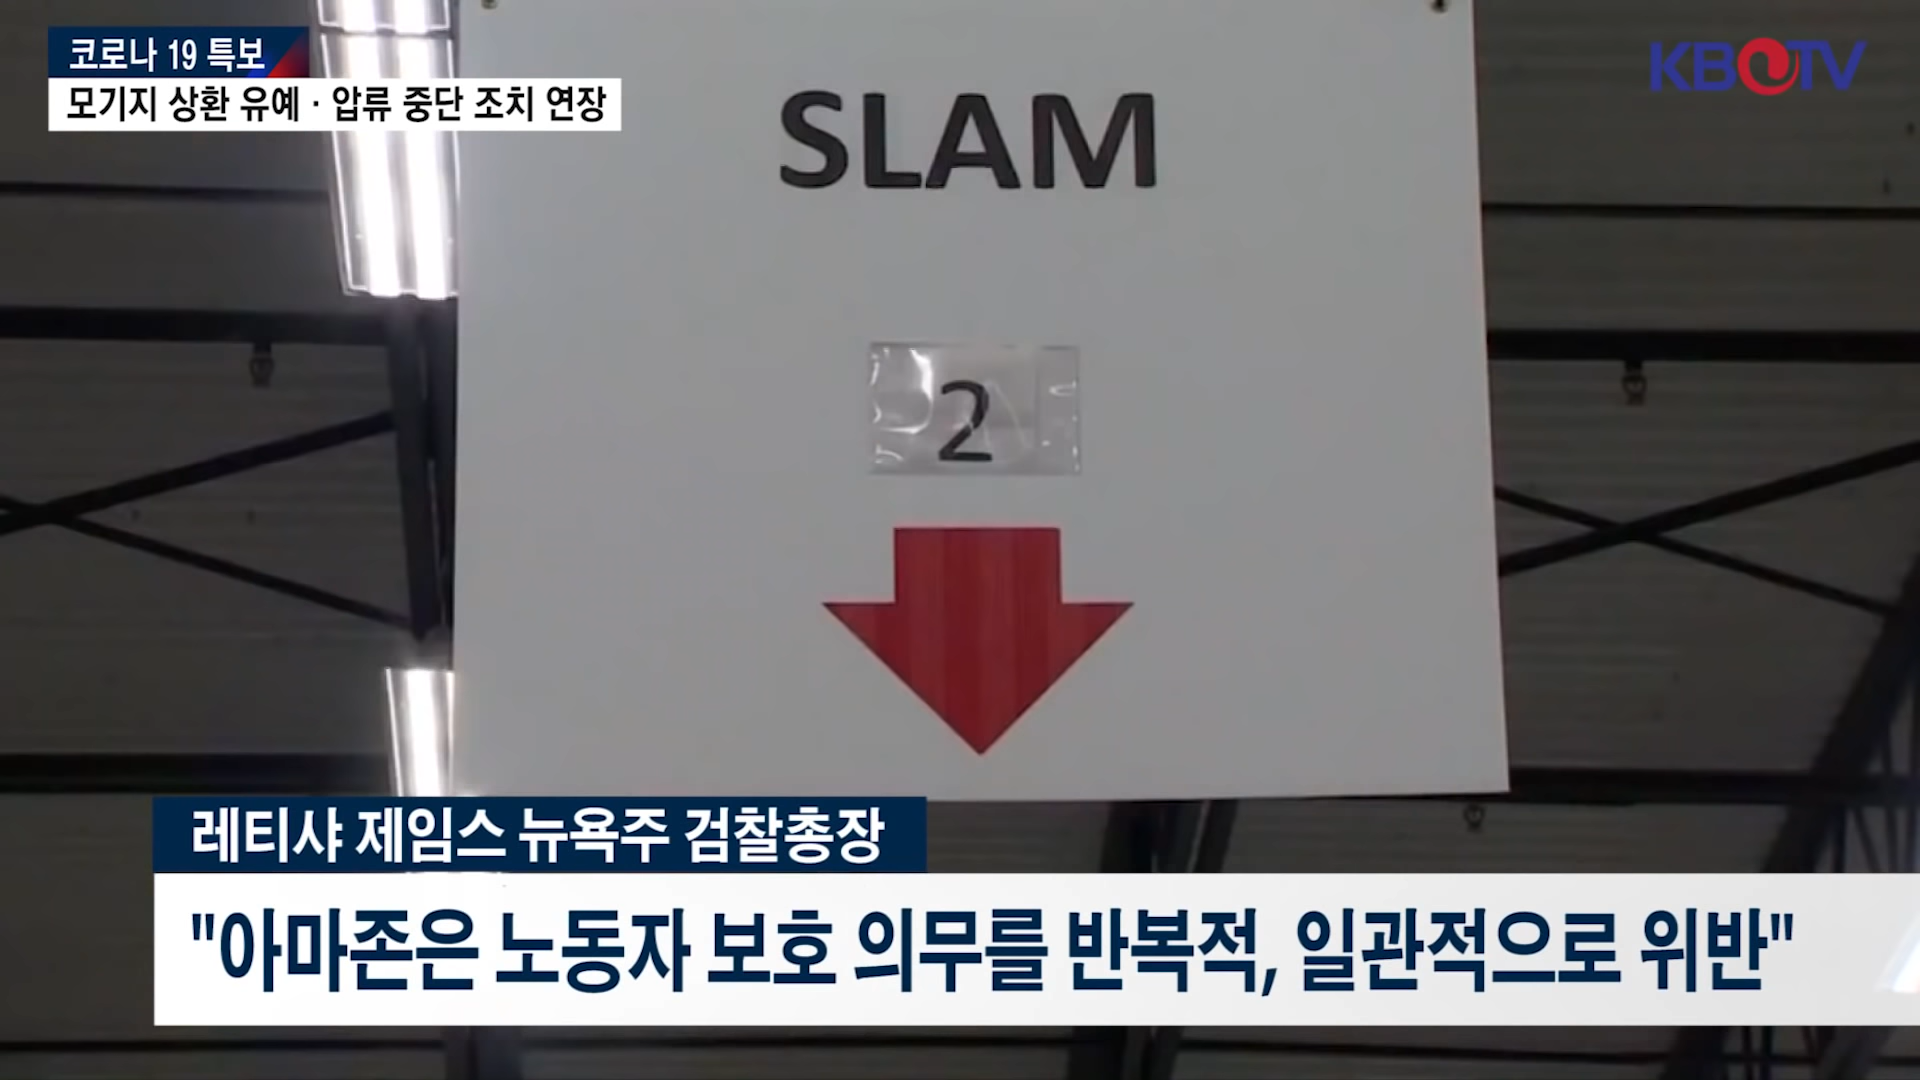 코로나 19 특보
모기지 상환 유예 · 압류 중단 조치 연장
KBTV
SLAM
2
레티샤 제임스 뉴욕주 검찰총장
"아마존은 노동자 보호 의무를 반복적, 일관적으로 위반"